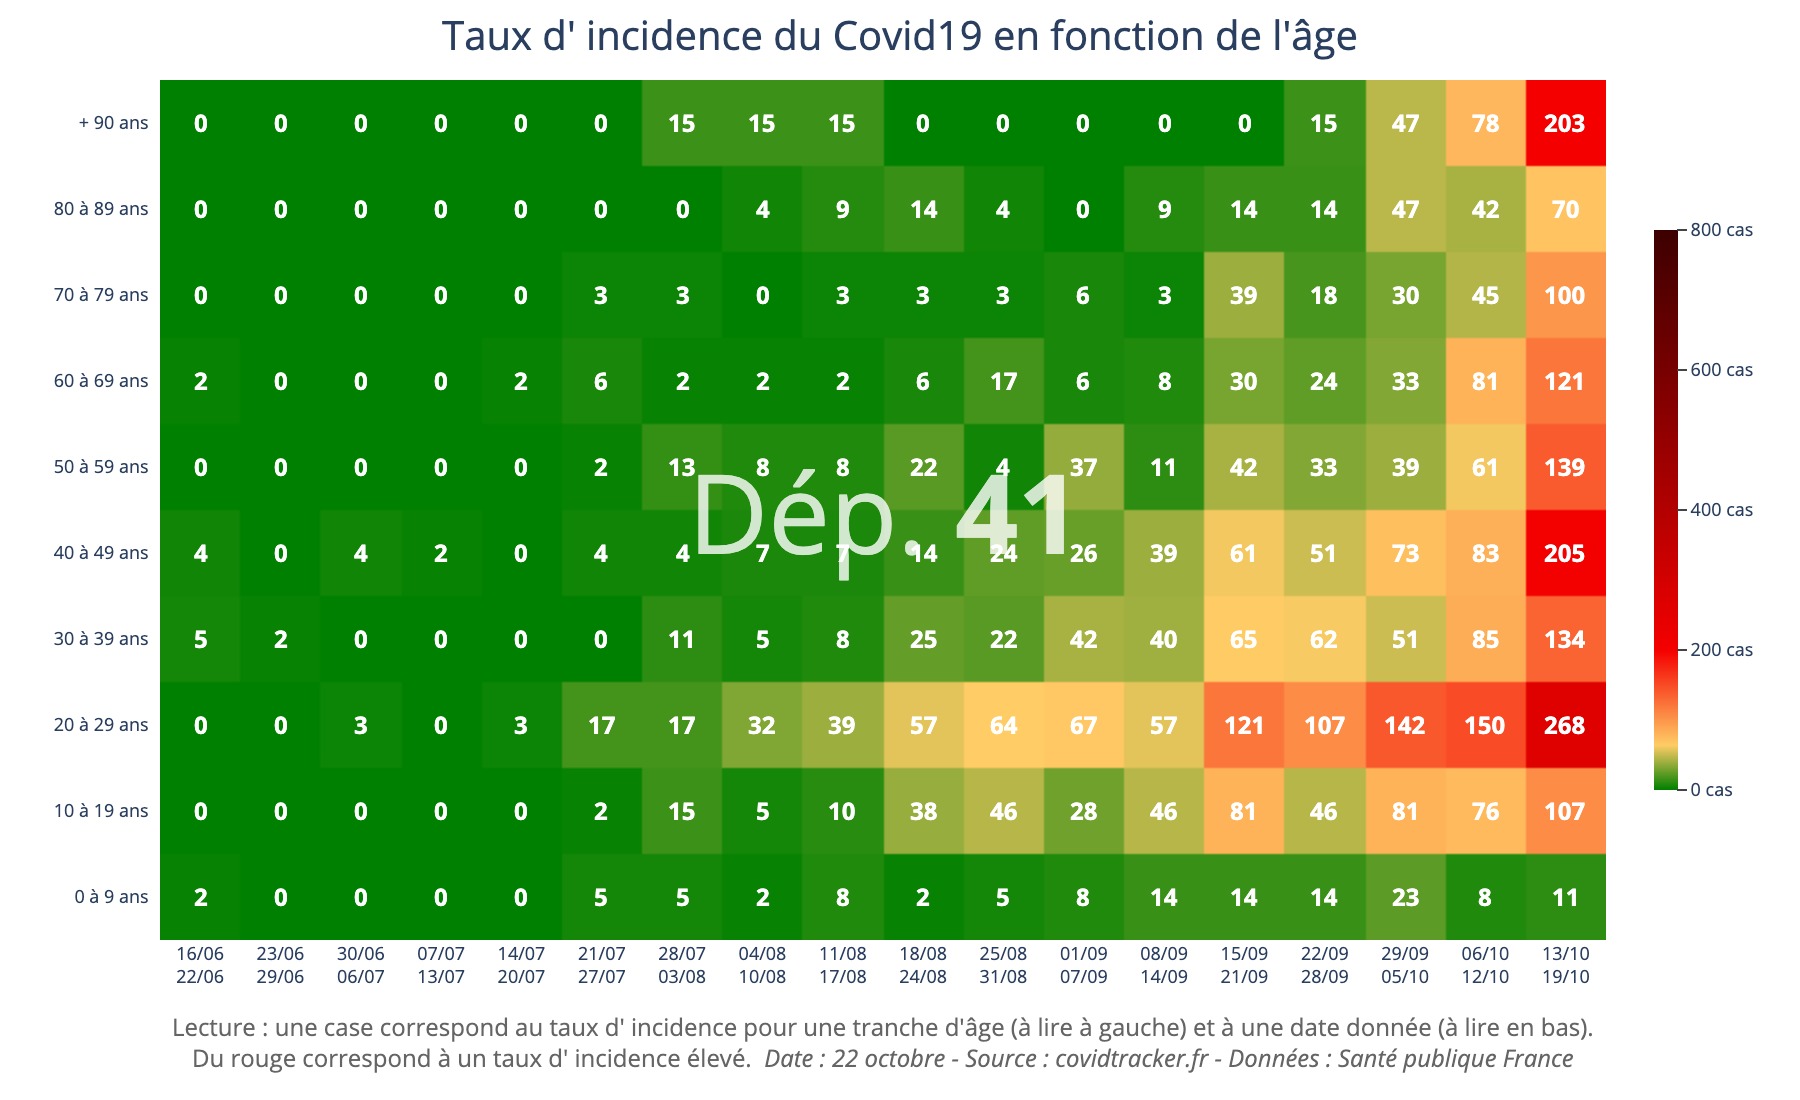 Taux d' incidence du Covid19 en fonction de l'âge
+ 90 ans 0 0 0 0 0 0 15 15 15 0 0 0 0 0 15 47 78 203
80 à 89 ans 0 0 0 0 0 0 0 4 9 14 4 0 9 14 14 47 42 70
70 à 79 ans 0 0 0 0 0 3 3 0 3 3 3 6 3 39 18 30 45 100
60 à 69 ans 2 0 0 0 2 6 2 2 2 6 17 6 8 30 24 33 81 121
50 à 59 ans 0 0 0 0 0 2 13 8 8 22 4 37 11 42 33 39 61 139
Dép. 41
40 à 49 ans 4 0 4 2 0 4 4 7 7 14 24 26 39 61 51 73 83 205
30 à 39 ans 5 2 0 0 0 0 11 5 8 25 22 42 40 65 62 51 85 134
20 à 29 ans 0 0 3 0 3 17 17 32 39 57 64 67 57 121 107 142 150 268
10 à 19 ans 0 0 0 0 0 2 15 5 10 38 46 28 46 81 46 81 76 107
0 à 9 ans 2 0 0 0 0 5 5 2 8 2 5 8 14 14 14 23 8 11
16/06 23/06 30/06 07/07 14/07 21/07 28/07 04/08 11/08 18/08 25/08 01/09 08/09 15/09 22/09 29/09 06/10 13/10
22/06 29/06 06/07 13/07 20/07 27/07 03/08 10/08 17/08 24/08 31/08 07/09 14/09 21/09 28/09 05/10 12/10 19/10
800 cas
600 cas
400 cas
200 cas
0 cas
Lecture : une case correspond au taux d' incidence pour une tranche d'âge (à lire à gauche) et à une date donnée (à lire en bas).
Du rouge correspond à un taux d' incidence élevé. Date : 22 octobre - Source : covidtracker.fr - Données : Santé publique France